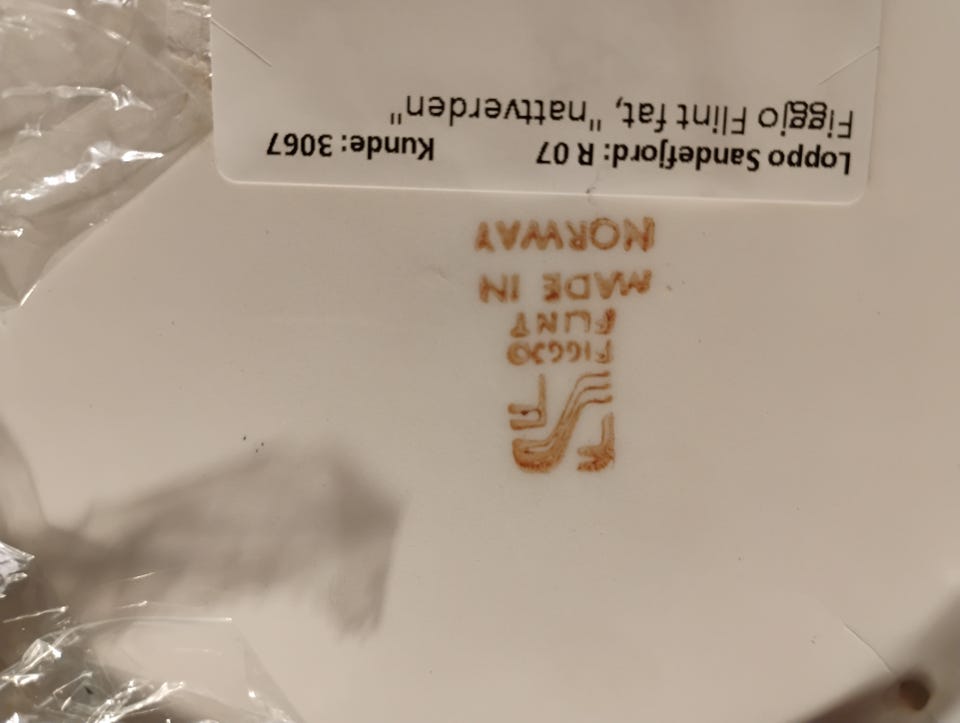 Loppo Sandefjord: R 07 Kunde: 3067
Figgjo Flint fat, "nattverden"
NORWAY
MADE IN
FLINT
FIGGJO